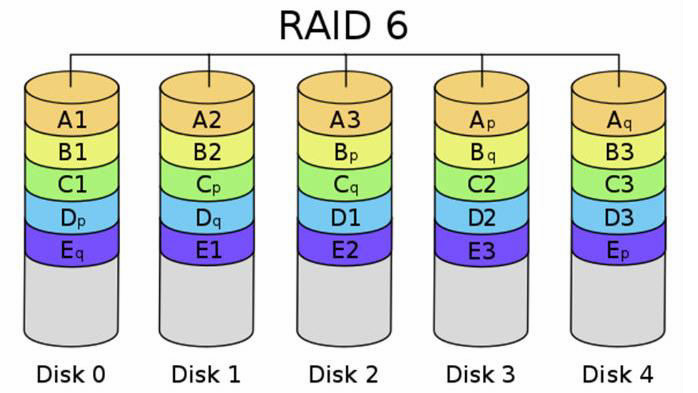 RAID 6
A1 A2 A3 Ap Aq
B1 B2 Bp Bq B3
C1 Cp Cq C2 C3
Dp Dq D1 D2 D3
Eq E1 E2 E3 Ep
Disk 0 Disk 1 Disk 2 Disk 3 Disk 4